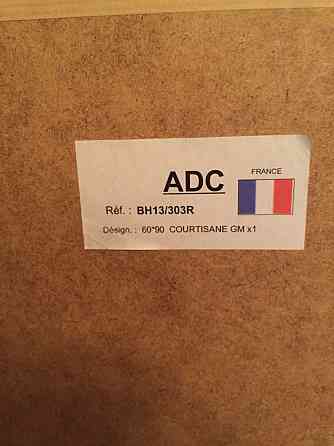 FRANCE
ADC
Réf. : BH13/303R
Désign. : 60*90 COURTISANE GM x1